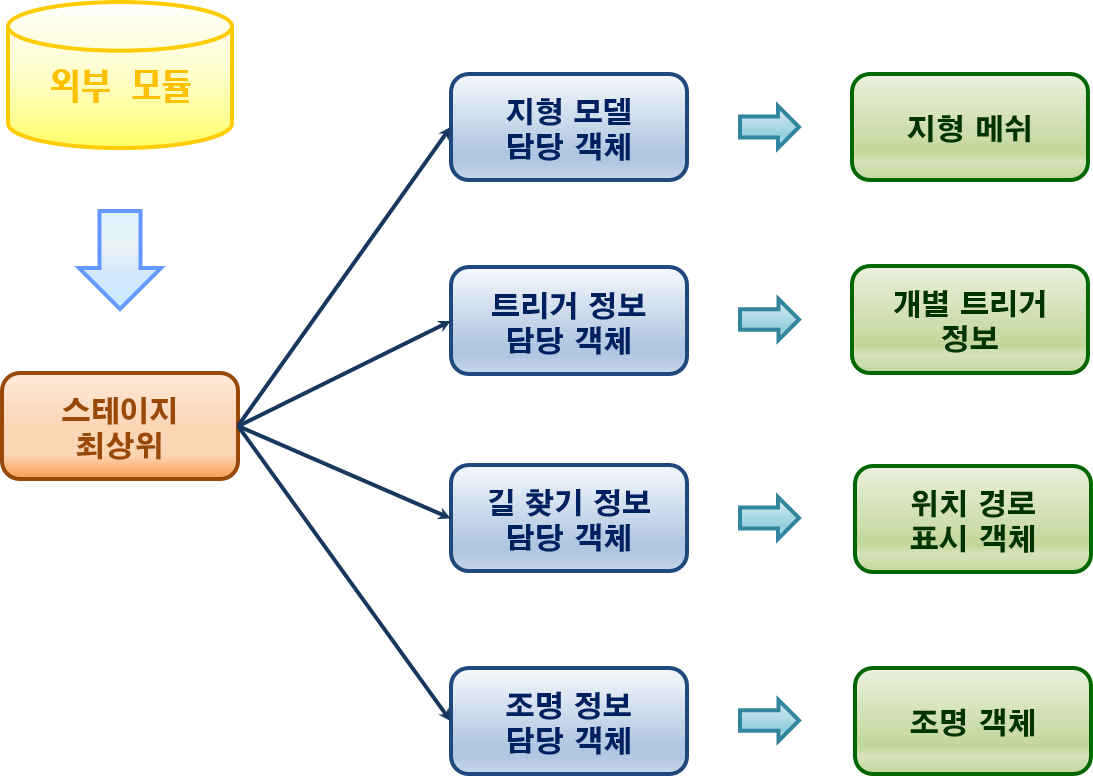 외부 모듈
지형 모델
담당 객체
지형 메쉬
트리거 정보
담당 객체
개별 트리거
정보
스테이지
최상위
길 찾기 정보
담당 객체
위치 경로
표시 객체
조명 정보
담당 객체
조명 객체